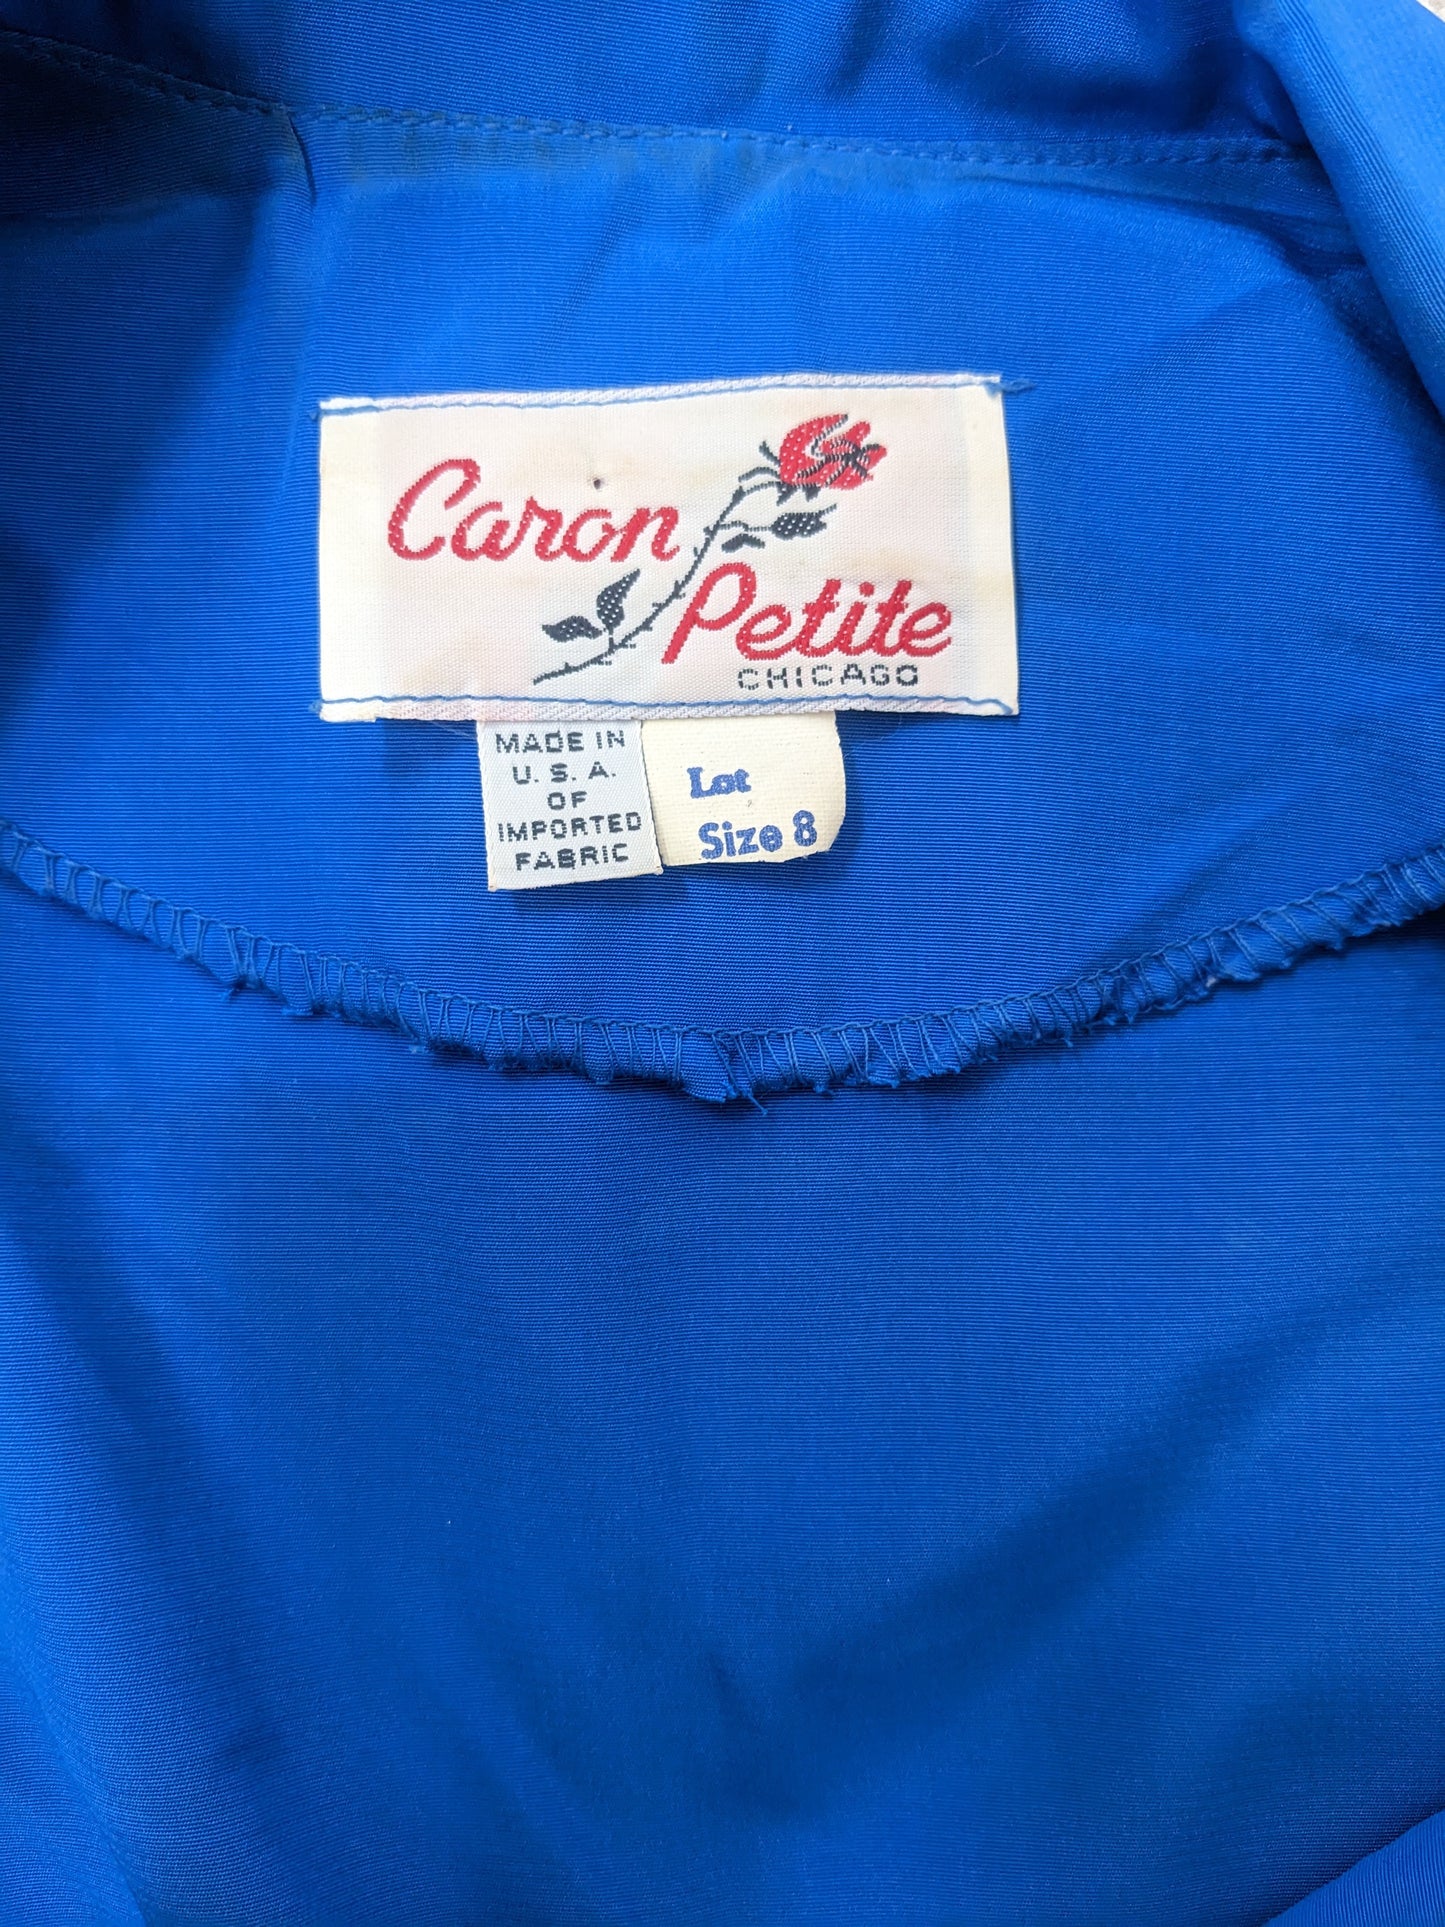 Caron
Petite
CHICAGO
MADE IN
U. S. A.
OF
IMPORTED
FABRIC
Lot
Size 8